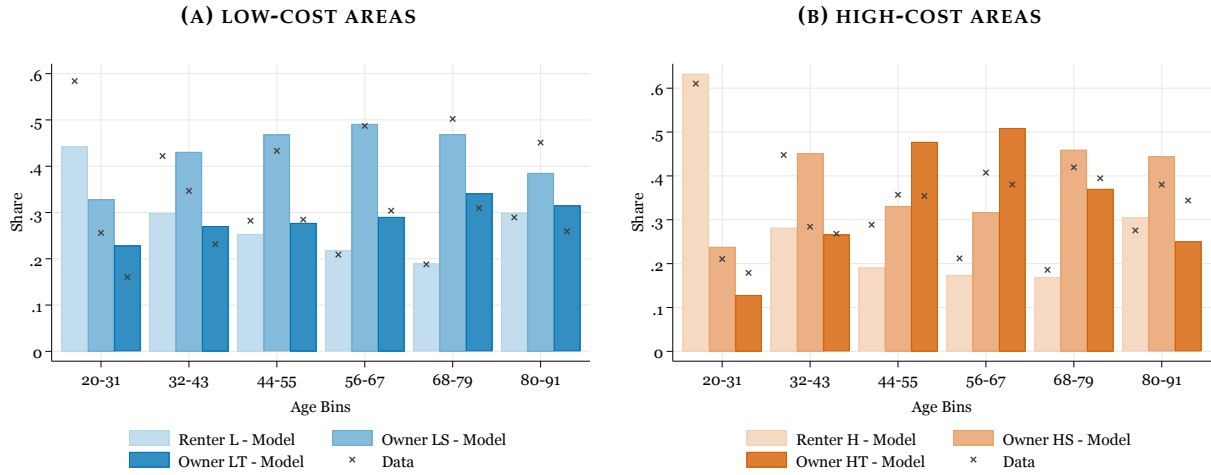 (A) LOW-COST AREAS
.6
.5
.4
.3
.2
.1
0
Share
20-31 32-43 44-55 56-67 68-79 80-91
Age Bins
Renter L - Model Owner LS - Model
Owner LT - Model Data
(B) HIGH-COST AREAS
.6
.5
.4
.3
.2
.1
0
Share
20-31 32-43 44-55 56-67 68-79 80-91
Age Bins
Renter H - Model Owner HS - Model
Owner HT - Model Data